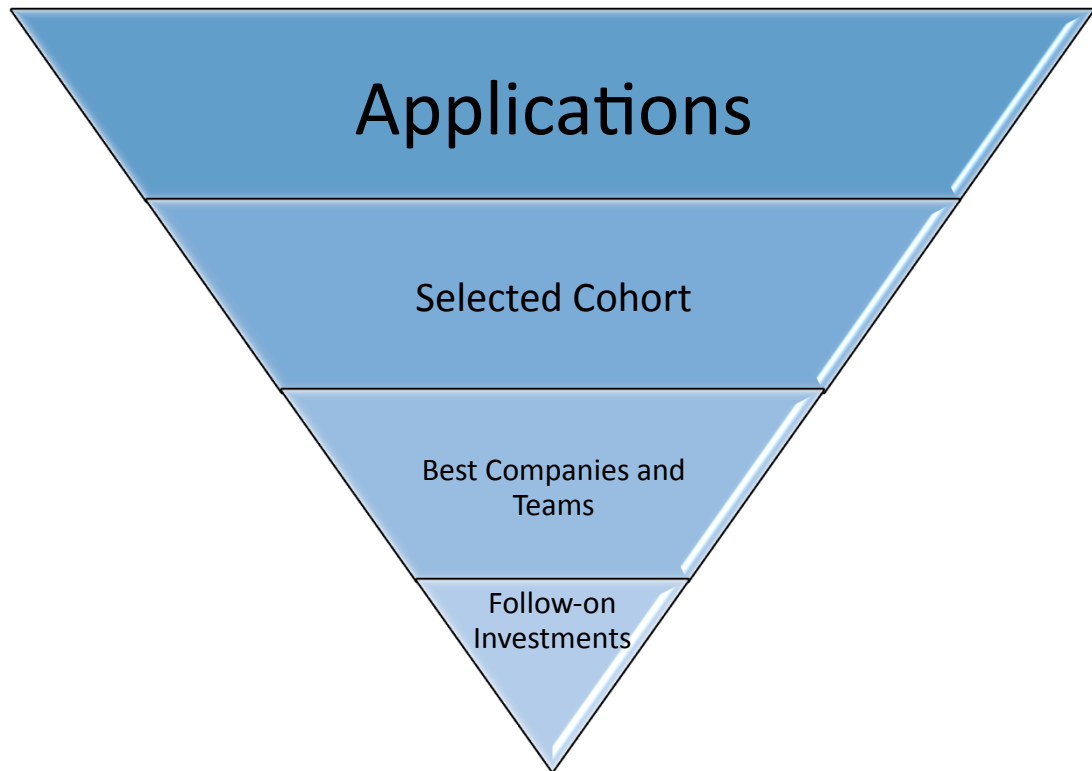 Applications
Selected Cohort
Best Companies and
Teams
Follow-on
Investments